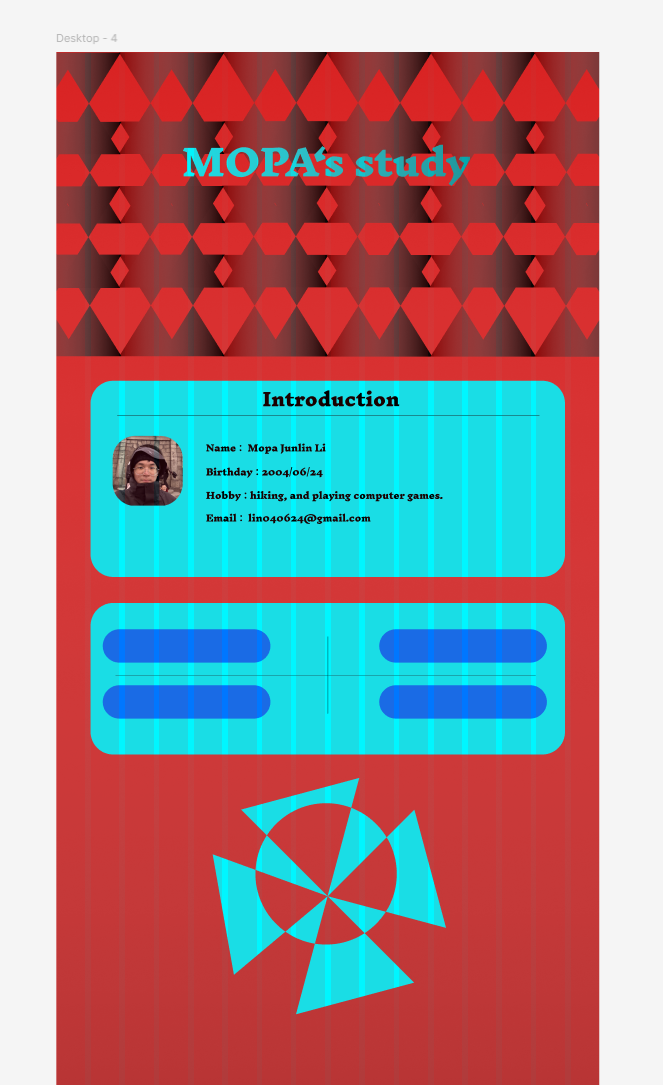 Desktop - 4
MOPA's study
Introduction
Name : Mopa Junlin Li
Birthday : 2004/06/24
Hobby : hiking, and playing computer games.
Email : lin040624@gmail.com